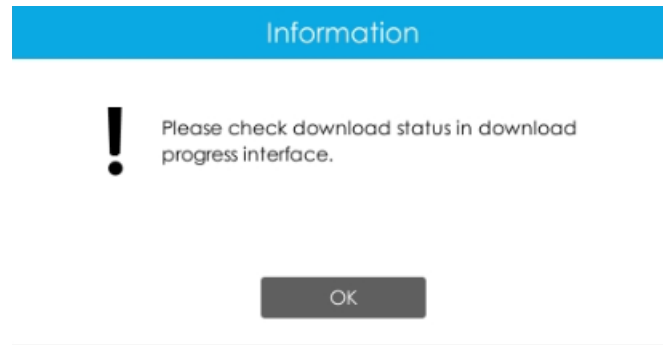 Information
Please check download status in download
progress interface.
OK